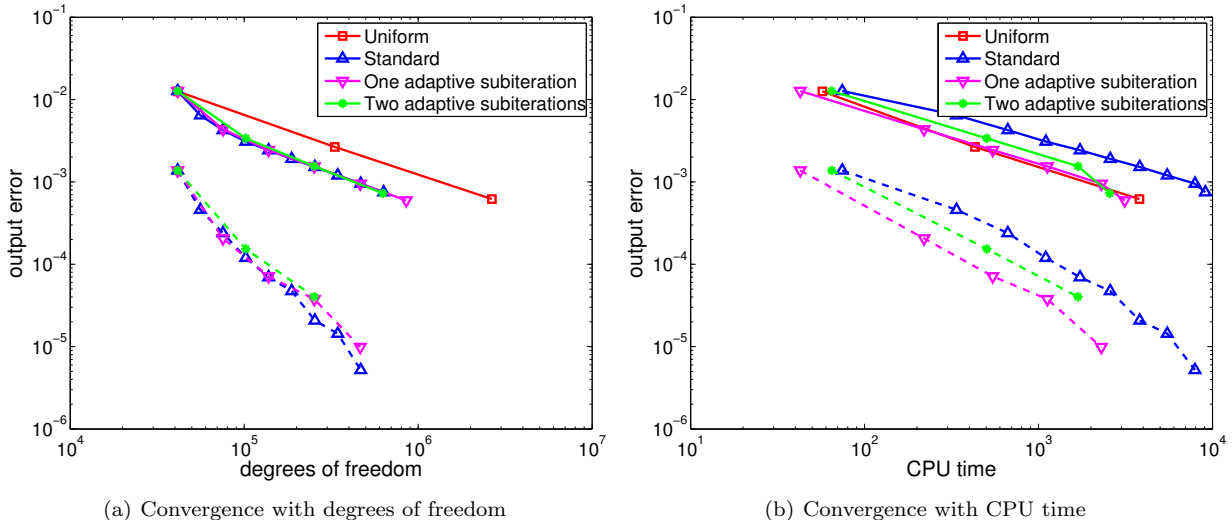 10^-1
10^-2
10^-3
10^-4
10^-5
10^-6
output error
10^4
10^5
10^6
10^7
degrees of freedom
Uniform
Standard
One adaptive subiteration
Two adaptive subiterations
(a) Convergence with degrees of freedom
10^-1
10^-2
10^-3
10^-4
10^-5
10^-6
output error
10^1
10^2
10^3
10^4
CPU time
Uniform
Standard
One adaptive subiteration
Two adaptive subiterations
(b) Convergence with CPU time